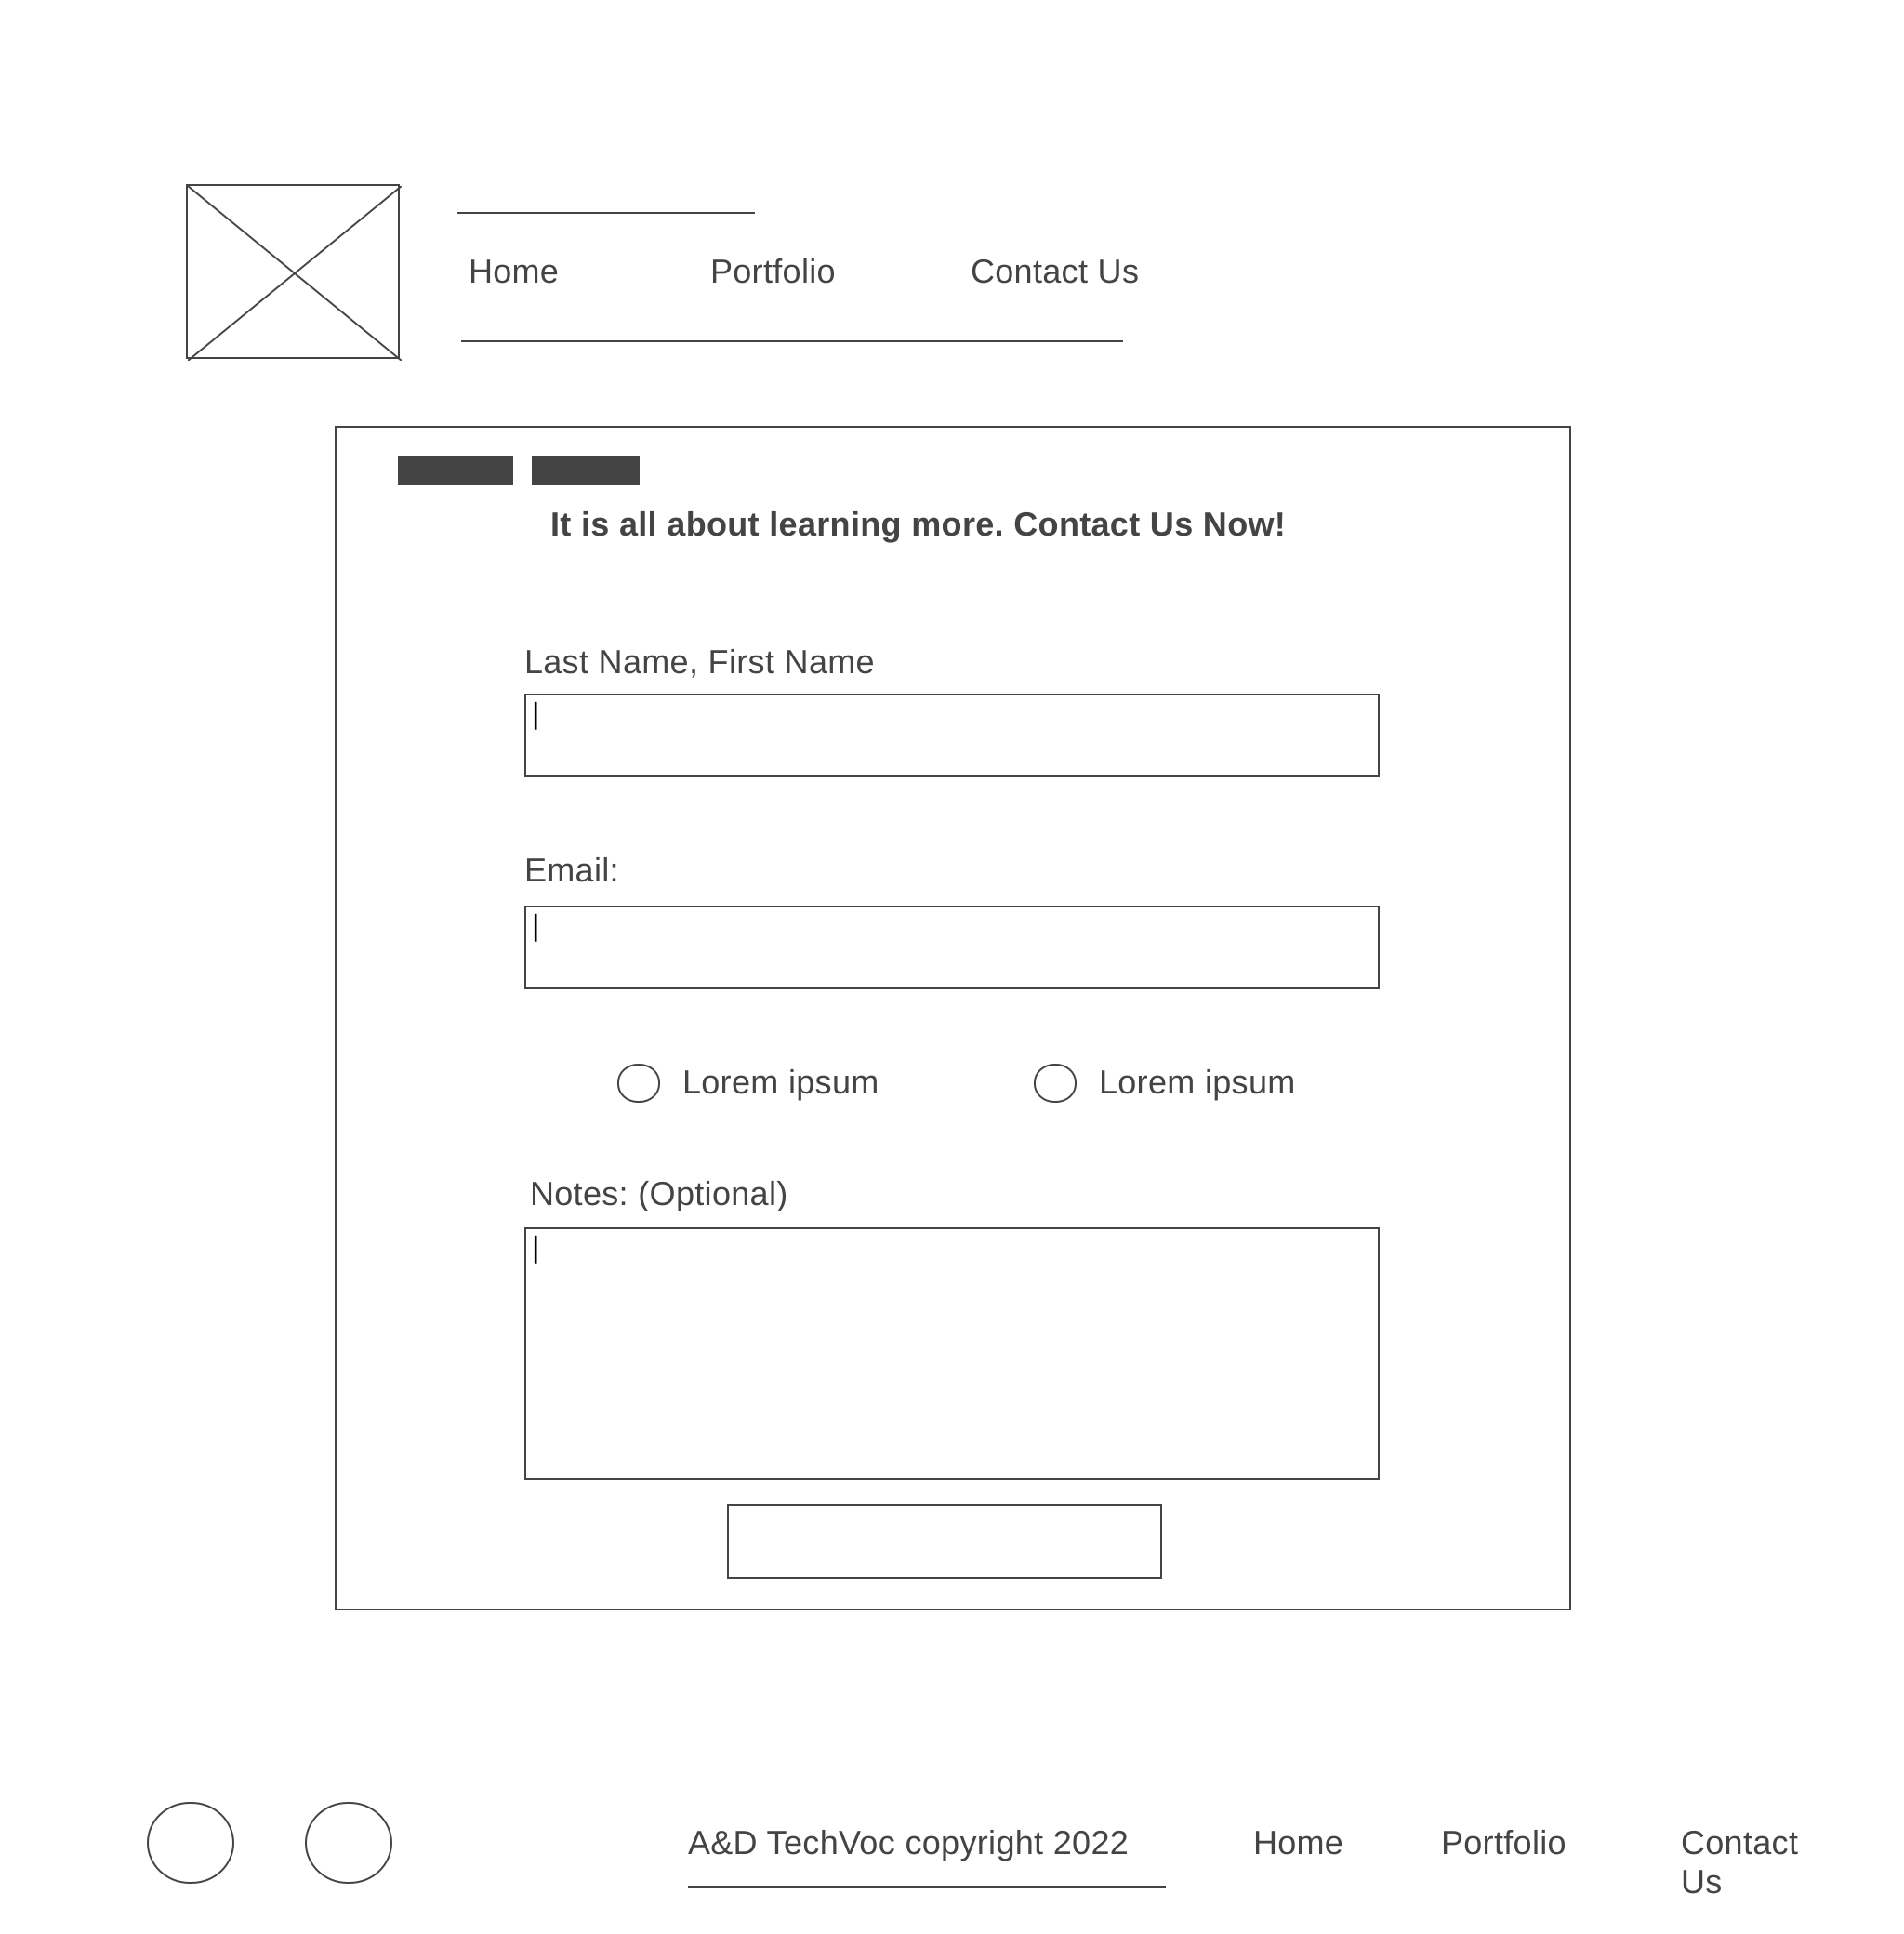 Home Portfolio Contact Us
It is all about learning more. Contact Us Now!
Last Name, First Name
Email:
Lorem ipsum Lorem ipsum
Notes: (Optional)
A&D TechVoc copyright 2022 Home Portfolio Contact
Us